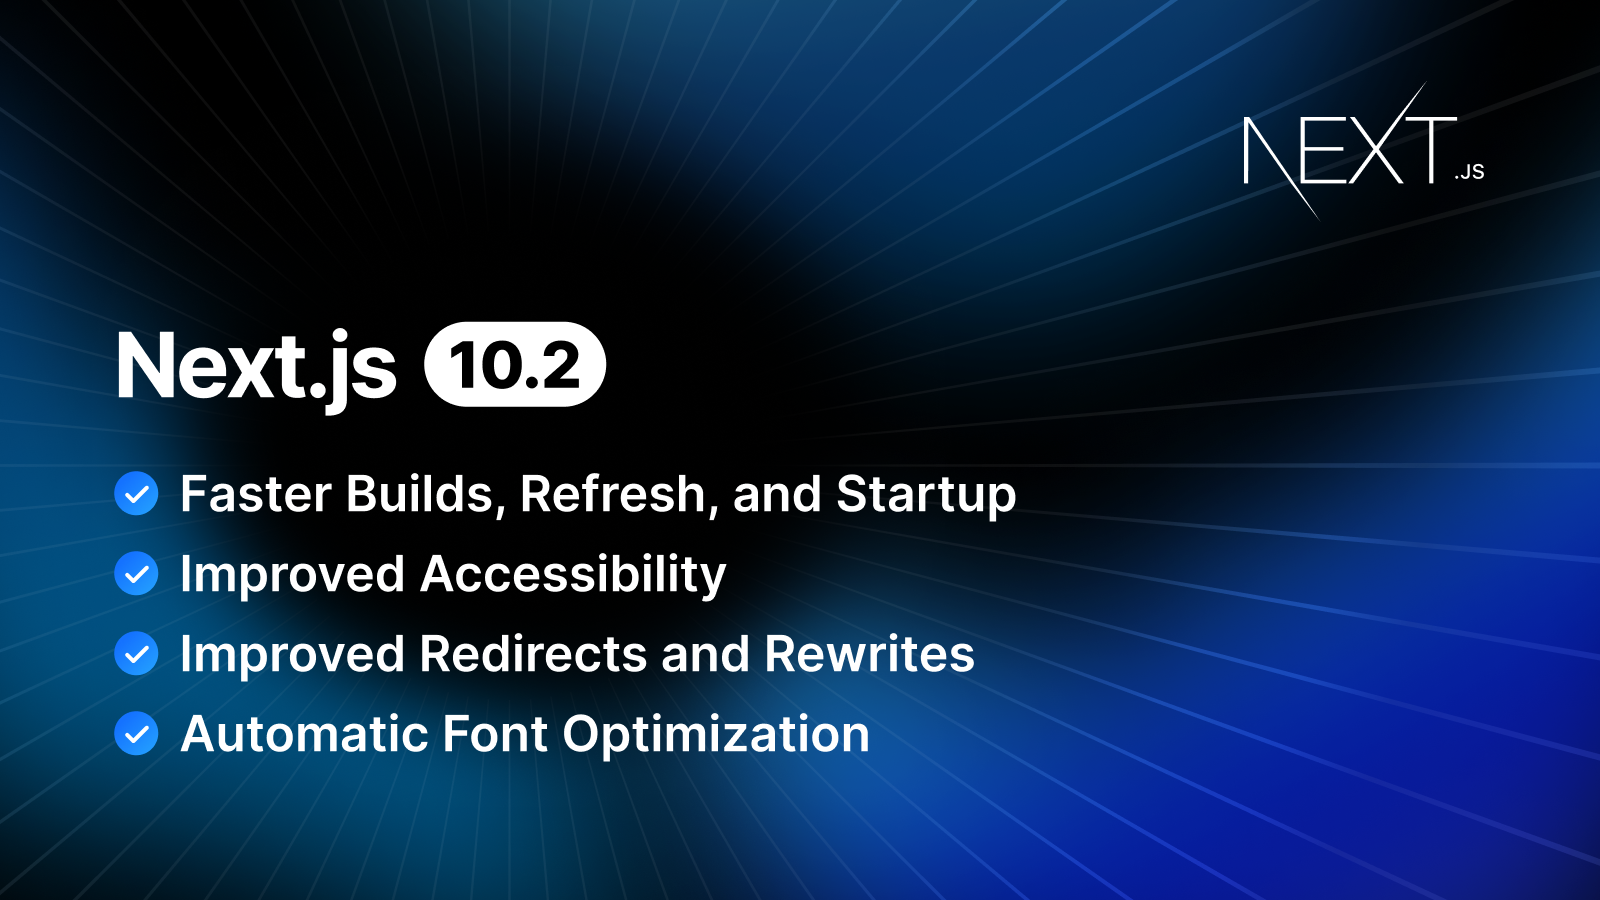 NEXT.JS
Next.js 10.2
Faster Builds, Refresh, and Startup
Improved Accessibility
Improved Redirects and Rewrites
Automatic Font Optimization